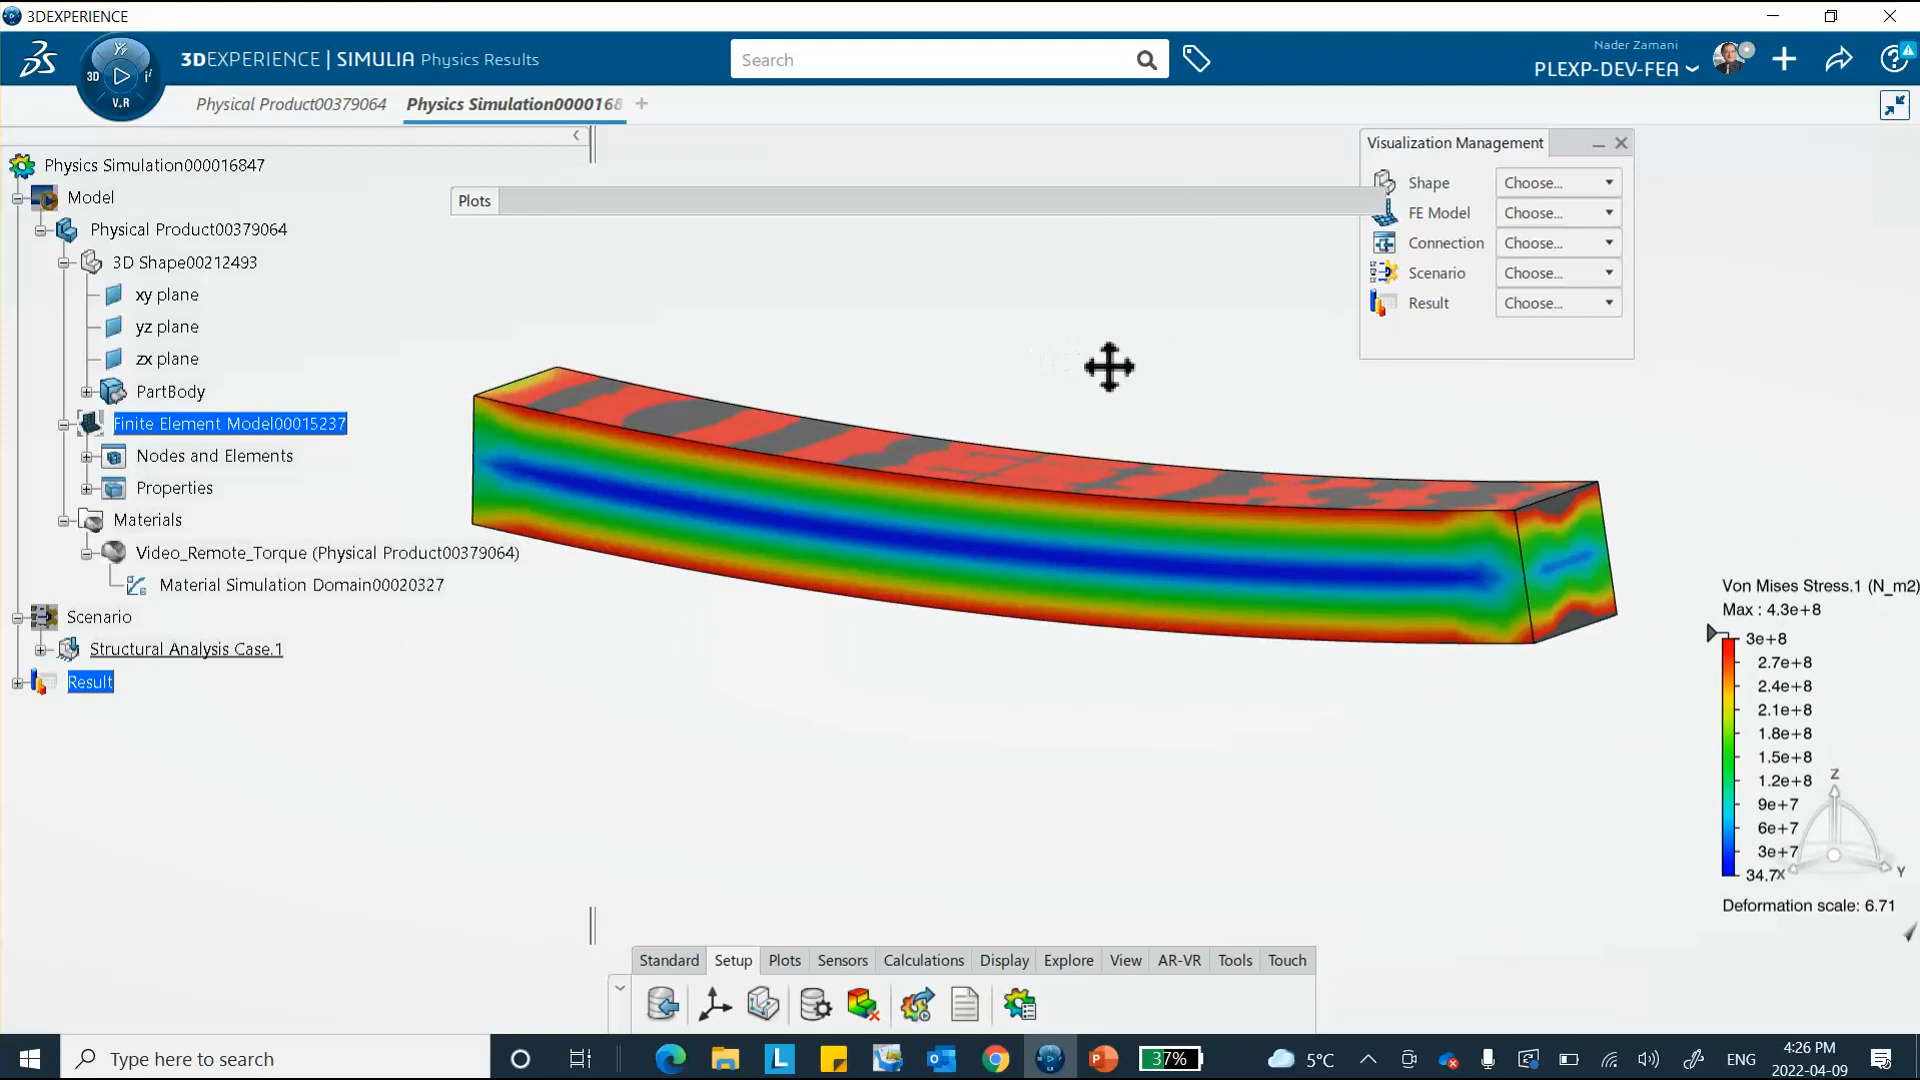 3DEXPERIENCE
3DEXPERIENCE | SIMULIA Physics Results
3D
V.R
Search
Nader Zamani
PLEXP-DEV-FEA
Physical Product00379064
Physics Simulation0000168
Physics Simulation000016847
Model
Physical Product00379064
3D Shape00212493
xy plane
yz plane
zx plane
PartBody
Finite Element Model00015237
Nodes and Elements
Properties
Materials
Video_Remote_Torque (Physical Product00379064)
Material Simulation Domain00020327
Scenario
Structural Analysis Case.1
Result
Plots
Visualization Management
Shape Choose...
FE Model Choose...
Connection Choose...
Scenario Choose...
Result Choose...
Von Mises Stress.1 (N_m2)
Max : 4.3e+8
3e+8
2.7e+8
2.4e+8
2.1e+8
1.8e+8
1.5e+8
1.2e+8
9e+7
6e+7
3e+7
34.7
Z
X
Y
Deformation scale: 6.71
Standard Setup Plots Sensors Calculations Display Explore View AR-VR Tools Touch
Type here to search
L
37%
5°C
ENG
4:26 PM
2022-04-09